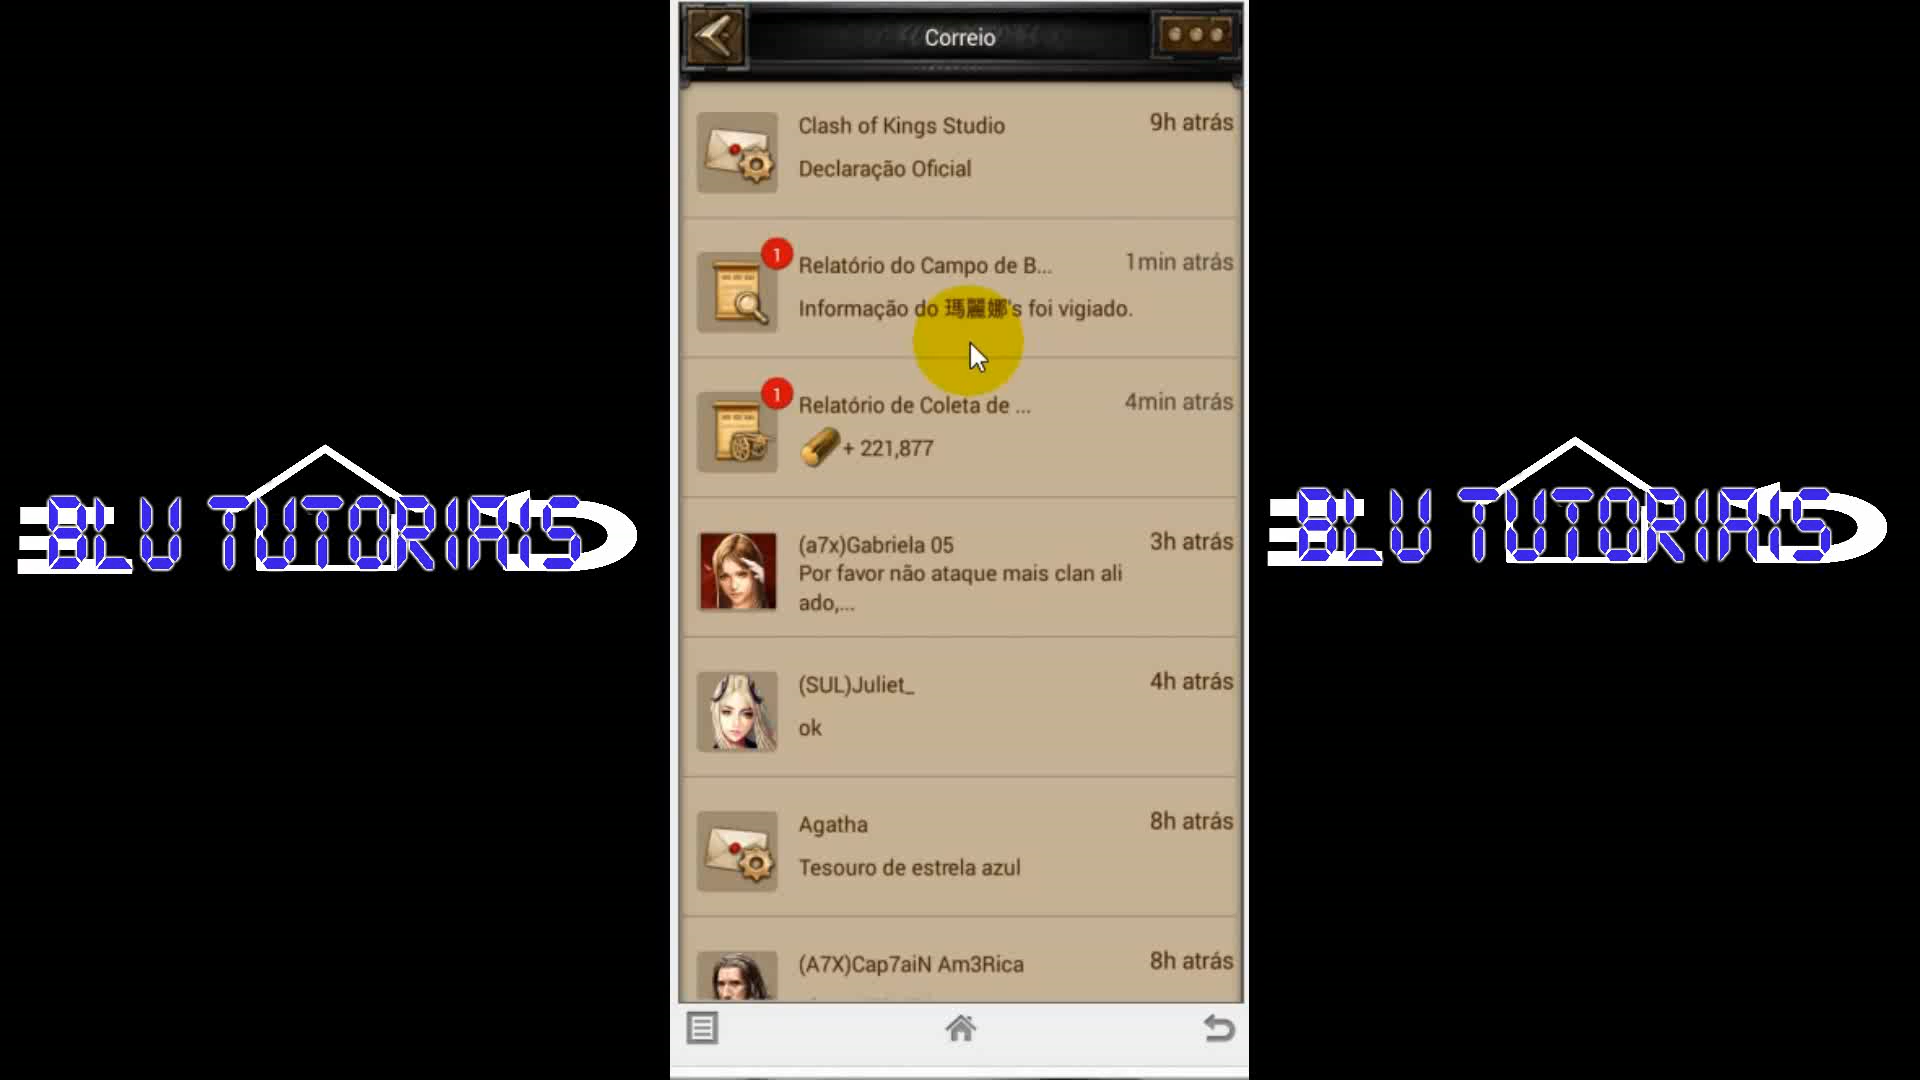 Correio
Clash of Kings Studio
9h atrás
Declaração Oficial
1
Relatório do Campo de B...
1min atrás
Informação do 瑪麗娜's foi vigiado.
1
Relatório de Coleta de ...
4min atrás
+ 221,877
(a7x)Gabriela 05
3h atrás
Por favor não ataque mais clan ali
ado,...
(SUL)Juliet_
4h atrás
ok
Agatha
8h atrás
Tesouro de estrela azul
(A7X)Cap7aiN Am3Rica
8h atrás
BLU TUTORIAIS
BLU TUTORIAIS